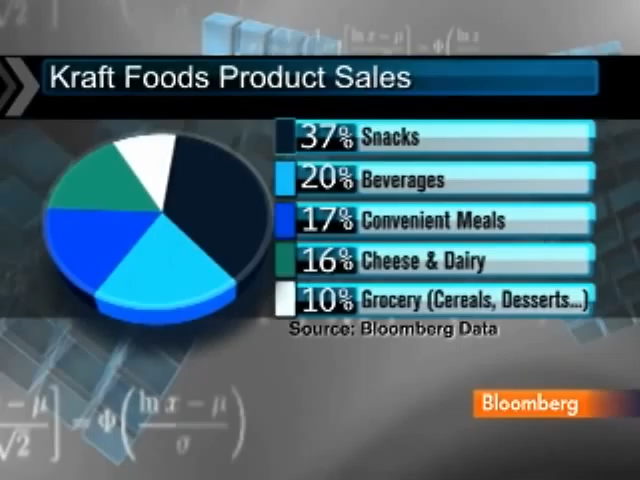 Kraft Foods Product Sales
37% Snacks
20% Beverages
17% Convenient Meals
16% Cheese & Dairy
10% Grocery (Cereals, Desserts...)
Source: Bloomberg Data
Bloomberg